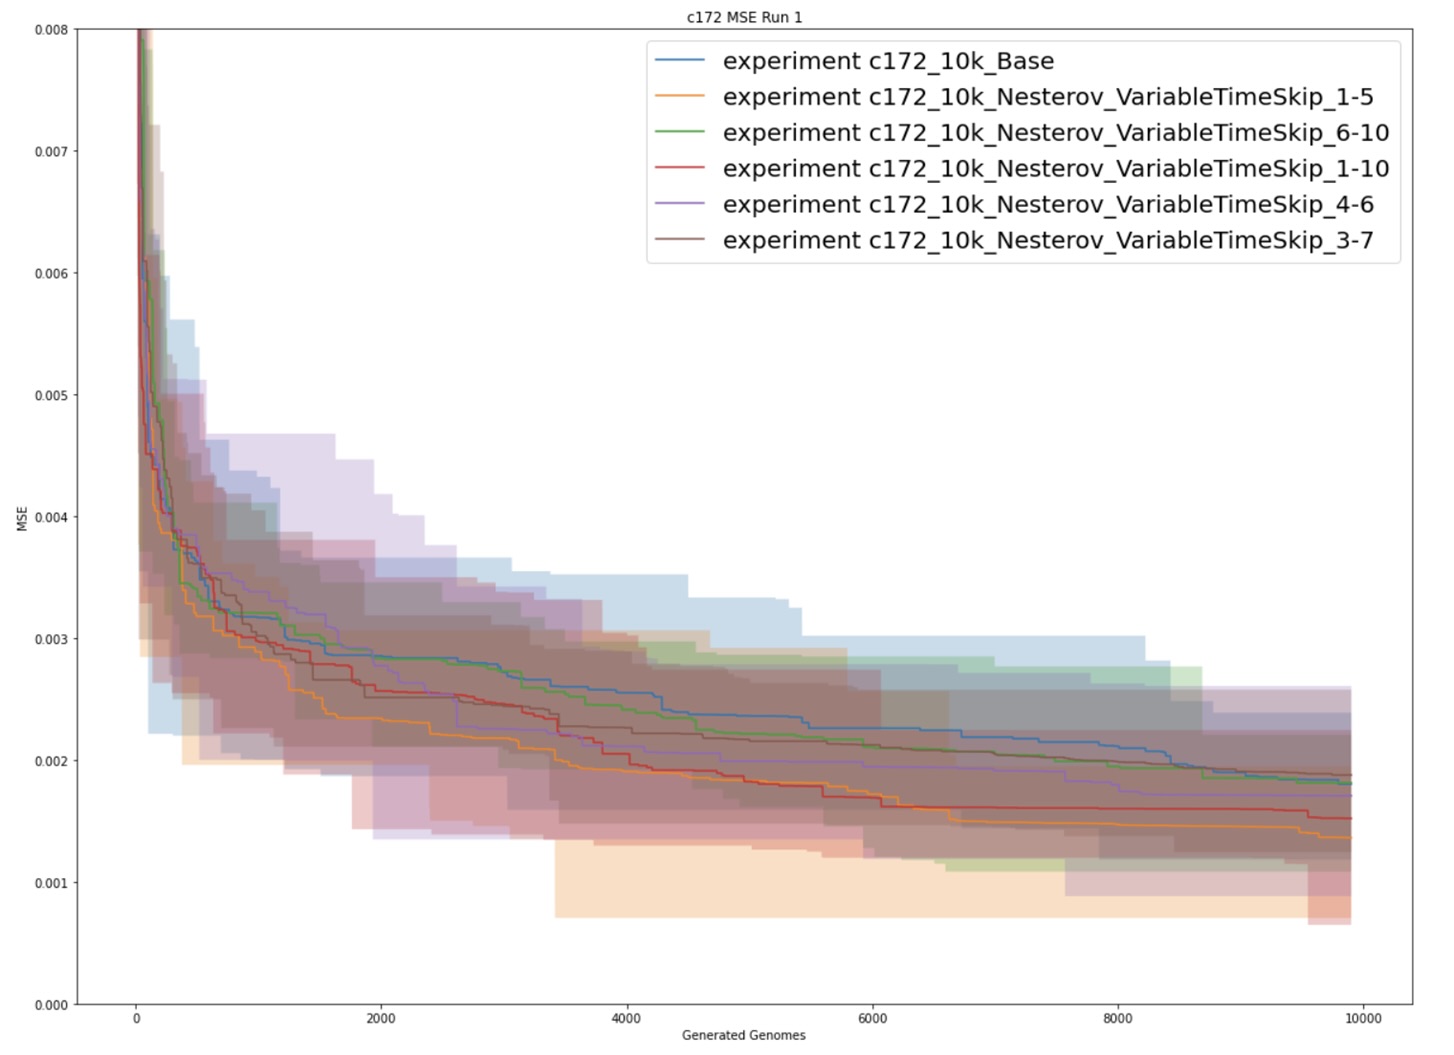 c172 MSE Run 1
experiment c172_10k_Base
experiment c172_10k_Nesterov_VariableTimeSkip_1-5
experiment c172_10k_Nesterov_VariableTimeSkip_6-10
experiment c172_10k_Nesterov_VariableTimeSkip_1-10
experiment c172_10k_Nesterov_VariableTimeSkip_4-6
experiment c172_10k_Nesterov_VariableTimeSkip_3-7
0.008
0.007
0.006
0.005
0.004
0.003
0.002
0.001
0.000
MSE
0
2000
4000
6000
8000
10000
Generated Genomes